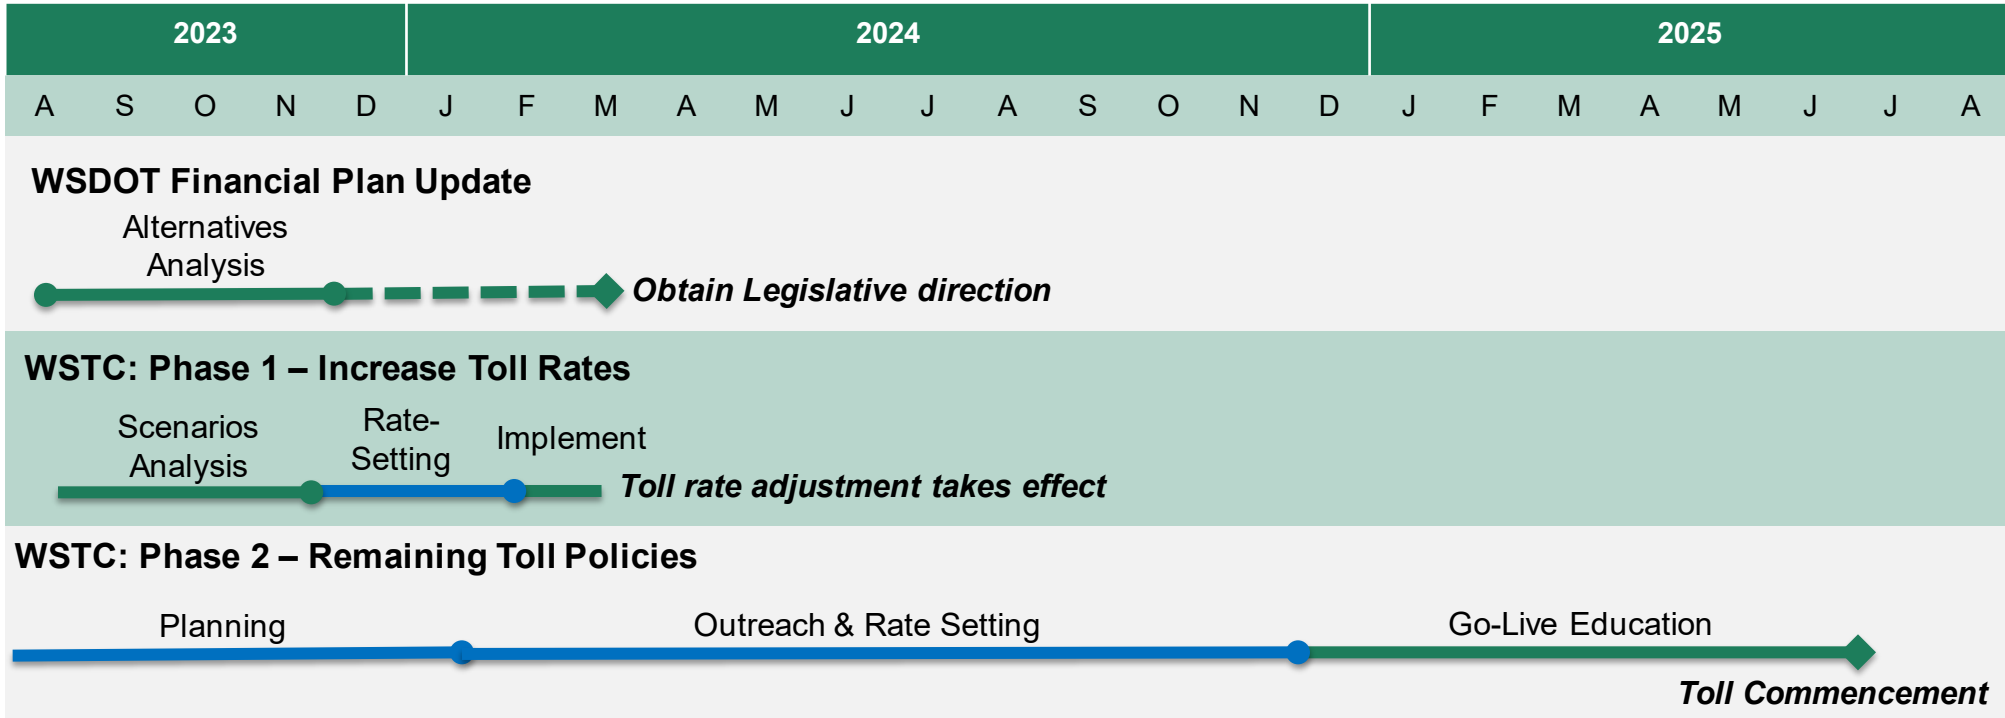 2023 2024 2025
A S O N D J F M A M J J A S O N D J F M A M J J A
WSDOT Financial Plan Update
Alternatives
Analysis
Obtain Legislative direction
WSTC: Phase 1 – Increase Toll Rates
Scenarios
Analysis
Rate-
Setting
Implement
Toll rate adjustment takes effect
WSTC: Phase 2 – Remaining Toll Policies
Planning
Outreach & Rate Setting
Go-Live Education
Toll Commencement